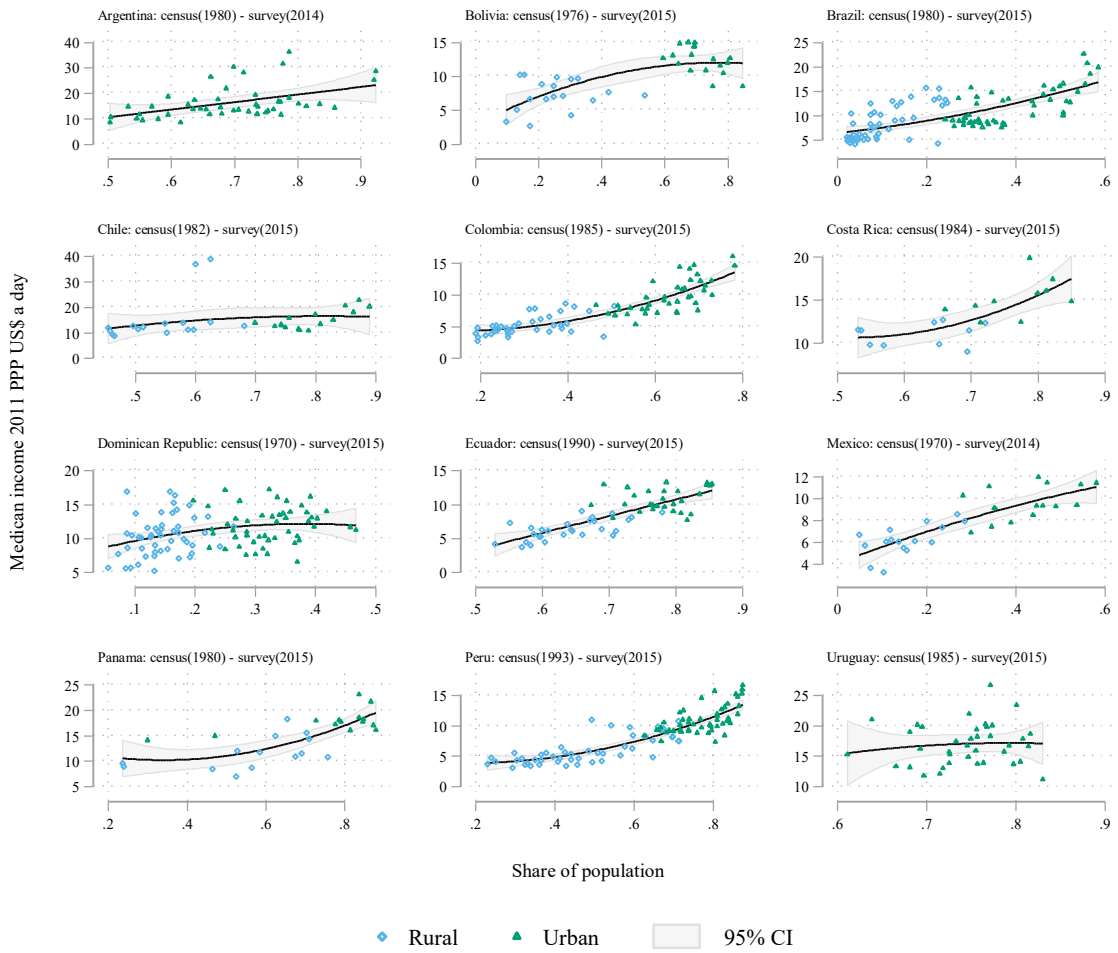 Argentina: census(1980) - survey(2014)
40
30
20
10
0
.5 .6 .7 .8 .9
Bolivia: census(1976) - survey(2015)
15
10
5
0
0 .2 .4 .6 .8
Brazil: census(1980) - survey(2015)
25
20
15
10
5
0 .2 .4 .6
Chile: census(1982) - survey(2015)
40
30
20
10
0
.5 .6 .7 .8 .9
Colombia: census(1985) - survey(2015)
15
10
5
0
.2 .4 .6 .8
Costa Rica: census(1984) - survey(2015)
20
15
10
.5 .6 .7 .8 .9
Dominican Republic: census(1970) - survey(2015)
20
15
10
5
.1 .2 .3 .4 .5
Ecuador: census(1990) - survey(2015)
15
10
5
0
.5 .6 .7 .8 .9
Mexico: census(1970) - survey(2014)
12
10
8
6
4
0 .2 .4 .6
Panama: census(1980) - survey(2015)
25
20
15
10
5
.2 .4 .6 .8
Peru: census(1993) - survey(2015)
15
10
5
0
.2 .4 .6 .8
Uruguay: census(1985) - survey(2015)
25
20
15
10
.6 .7 .8 .9
Medican income 2011 PPP US$ a day
Share of population
Rural Urban 95% CI